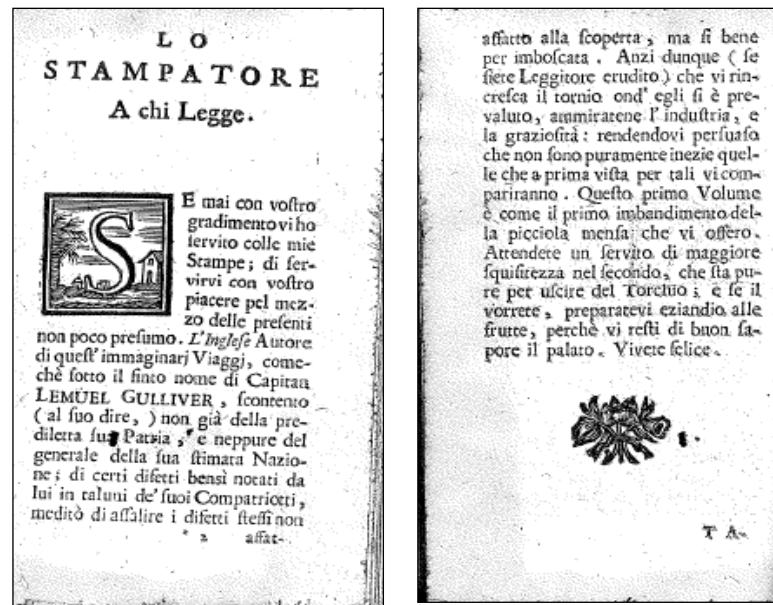 LO
STAMPATORE
A chi Legge.
SE mai con voſtro
gradimento vi ho
ſervito colle mie
Stampe; di ſer-
virvi con voſtro
piacere pel mez-
zo delle preſenti
non poco preſumo. L'Ingleſe Autore
di queſt' immaginarj Viaggj, come-
chè ſotto il finto nome di Capitan
LEMUEL GULLIVER, ſcontento
(al ſuo dire,) non già della pre-
diletta ſua Patria, e neppure del
generale della ſua ſtimata Nazio-
ne; di certi difetti bensì notati da
lui in taluni de' ſuoi Compatriotti,
meditò di aſſalire i difetti ſteſſi non
* 2 affat-
affatto alla ſcoperta, ma ſi bene
per imboſcata. Anzi dunque (ſe
ſiete Leggitore erudito) che vi rin-
creſca il tornio ond' egli ſi è pre-
valuto, ammiratene l' induſtria, e
la grazioſità: rendendovi perſuaſo
che non ſono puramente inezie quel-
le che a prima viſta per tali vi com-
pariranno. Queſto primo Volume
è come il primo imbandimento del-
la picciola menſa che vi offero.
Attendete un ſervito di maggiore
ſquiſitezza nel ſecondo, che ſta pu-
re per uſcire del Torchio; e ſe il
vorrete, preparatevi eziandio alle
frutte, perchè vi reſti di buon ſa-
pore il palato. Vivete felice.
TA-